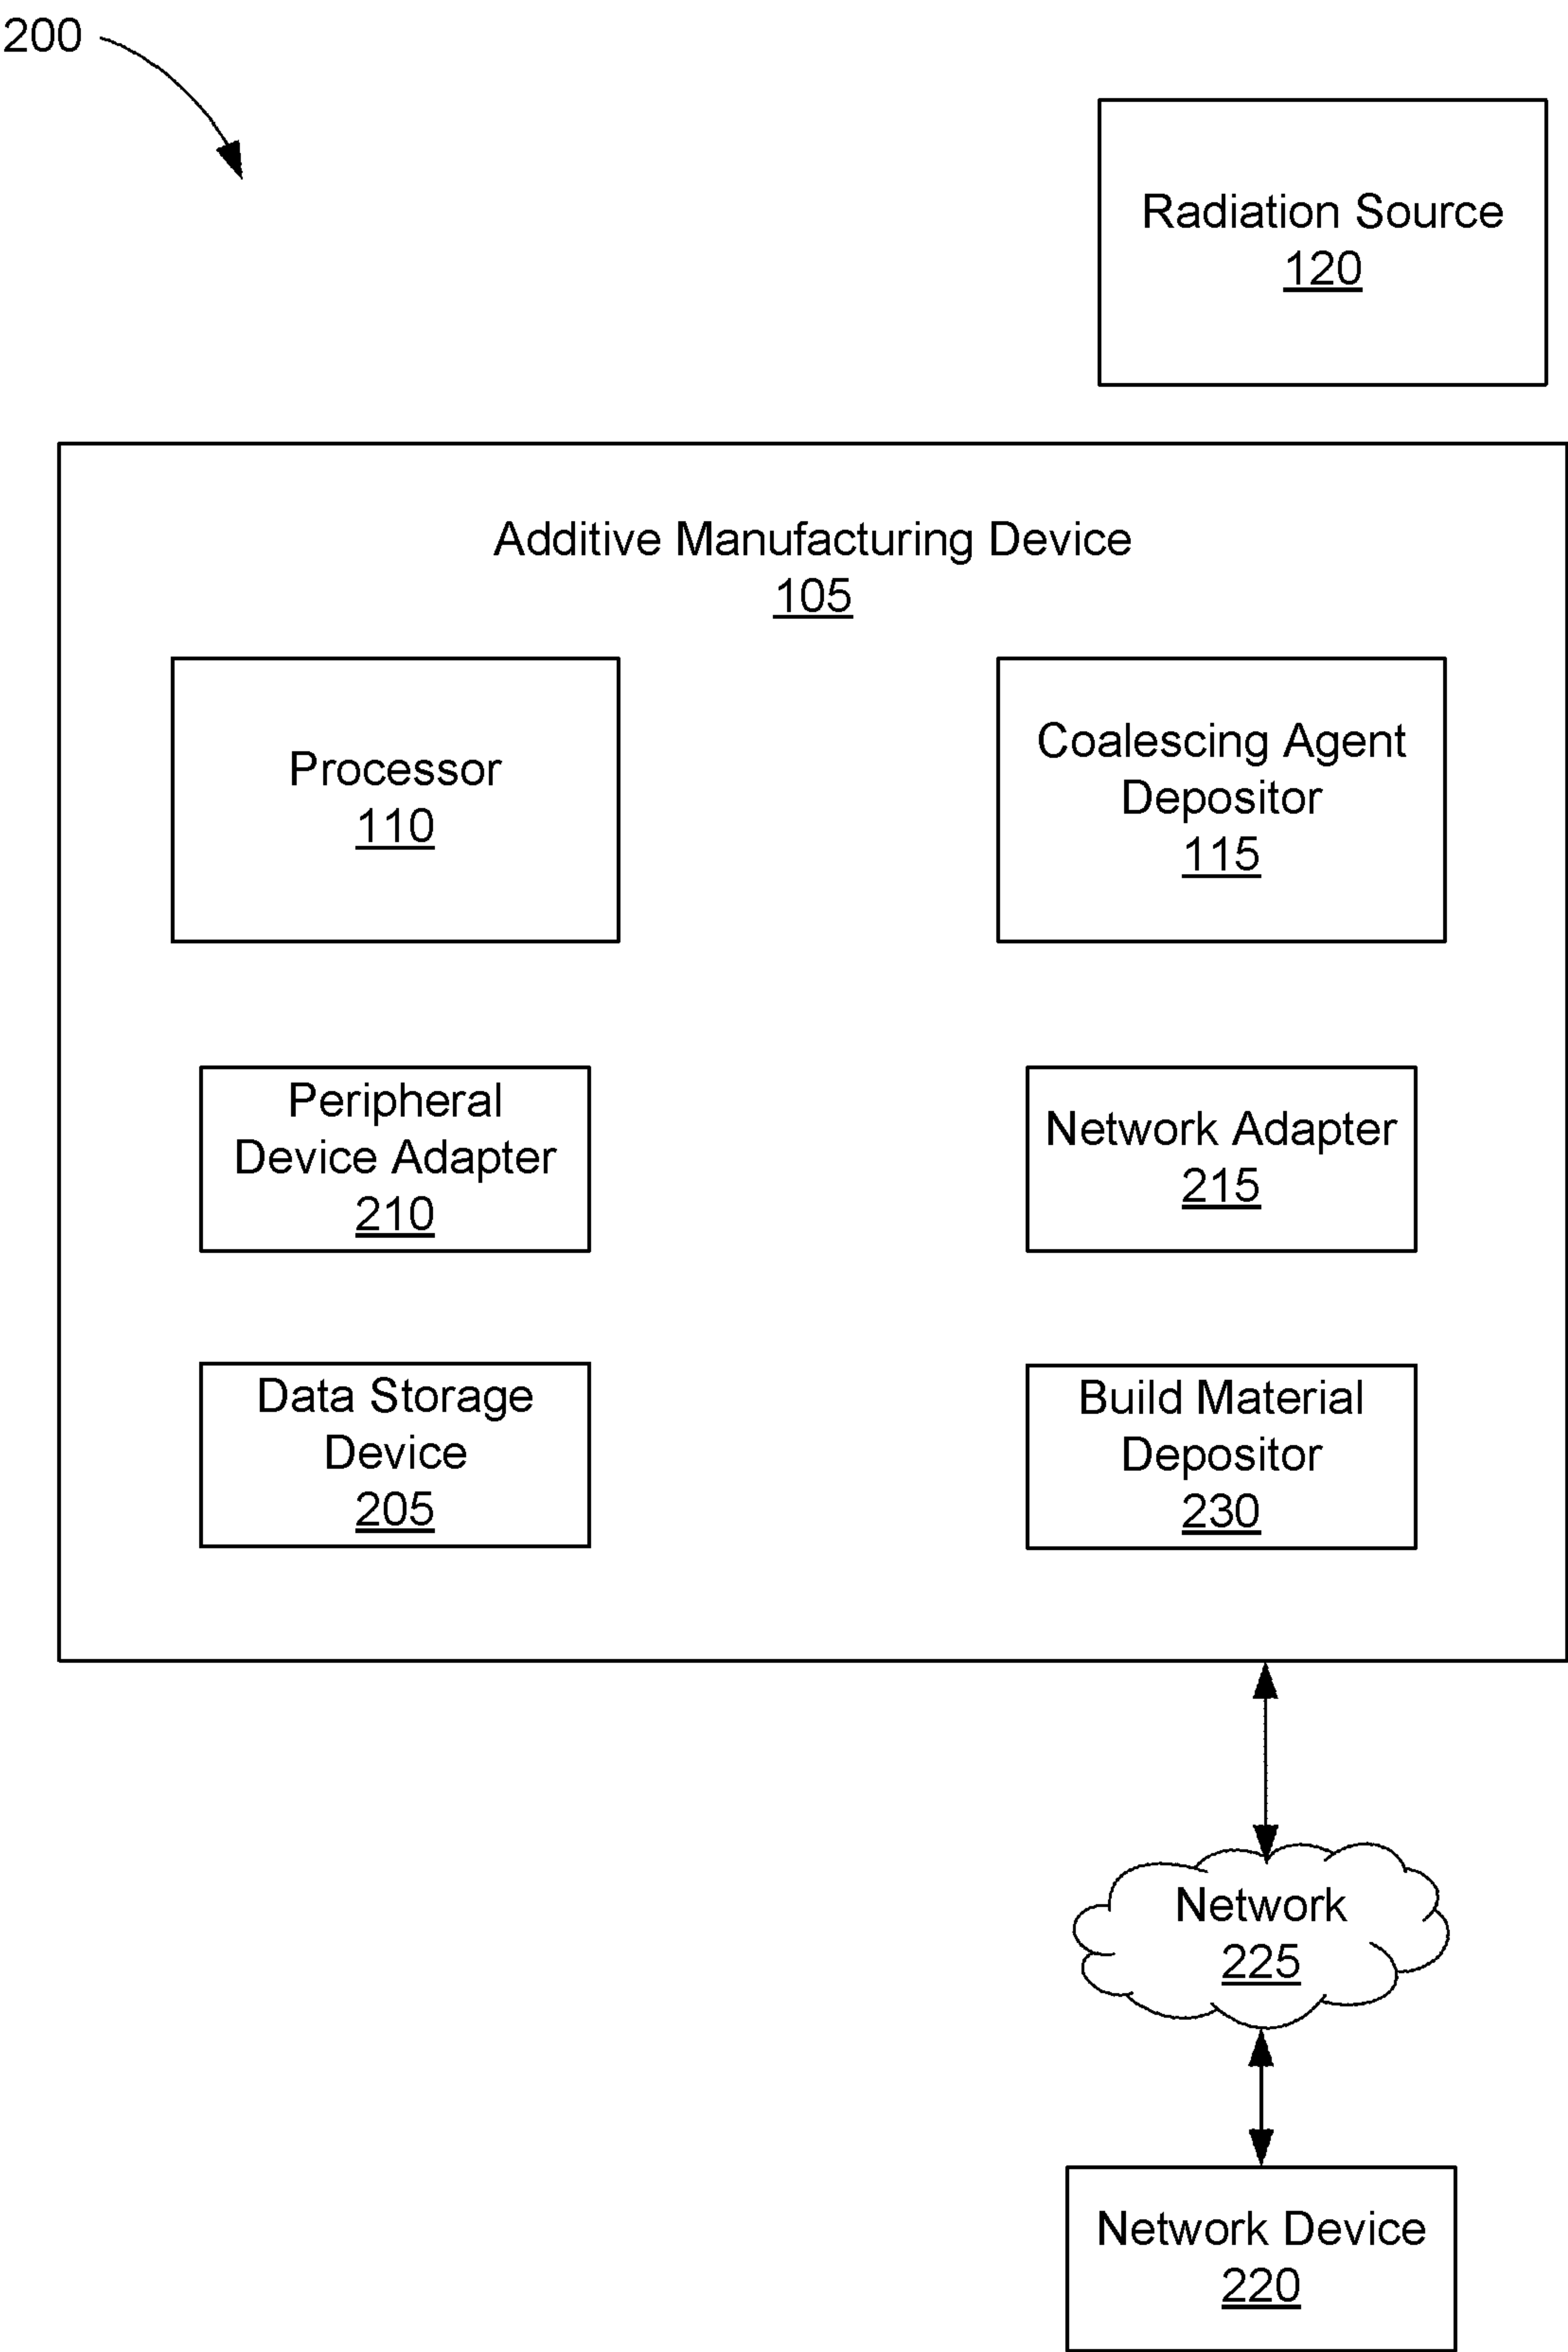 200
Radiation Source
120
Additive Manufacturing Device
105
Processor
110
Coalescing Agent
Depositor
115
Peripheral
Device Adapter
210
Network Adapter
215
Data Storage
Device
205
Build Material
Depositor
230
Network
225
Network Device
220